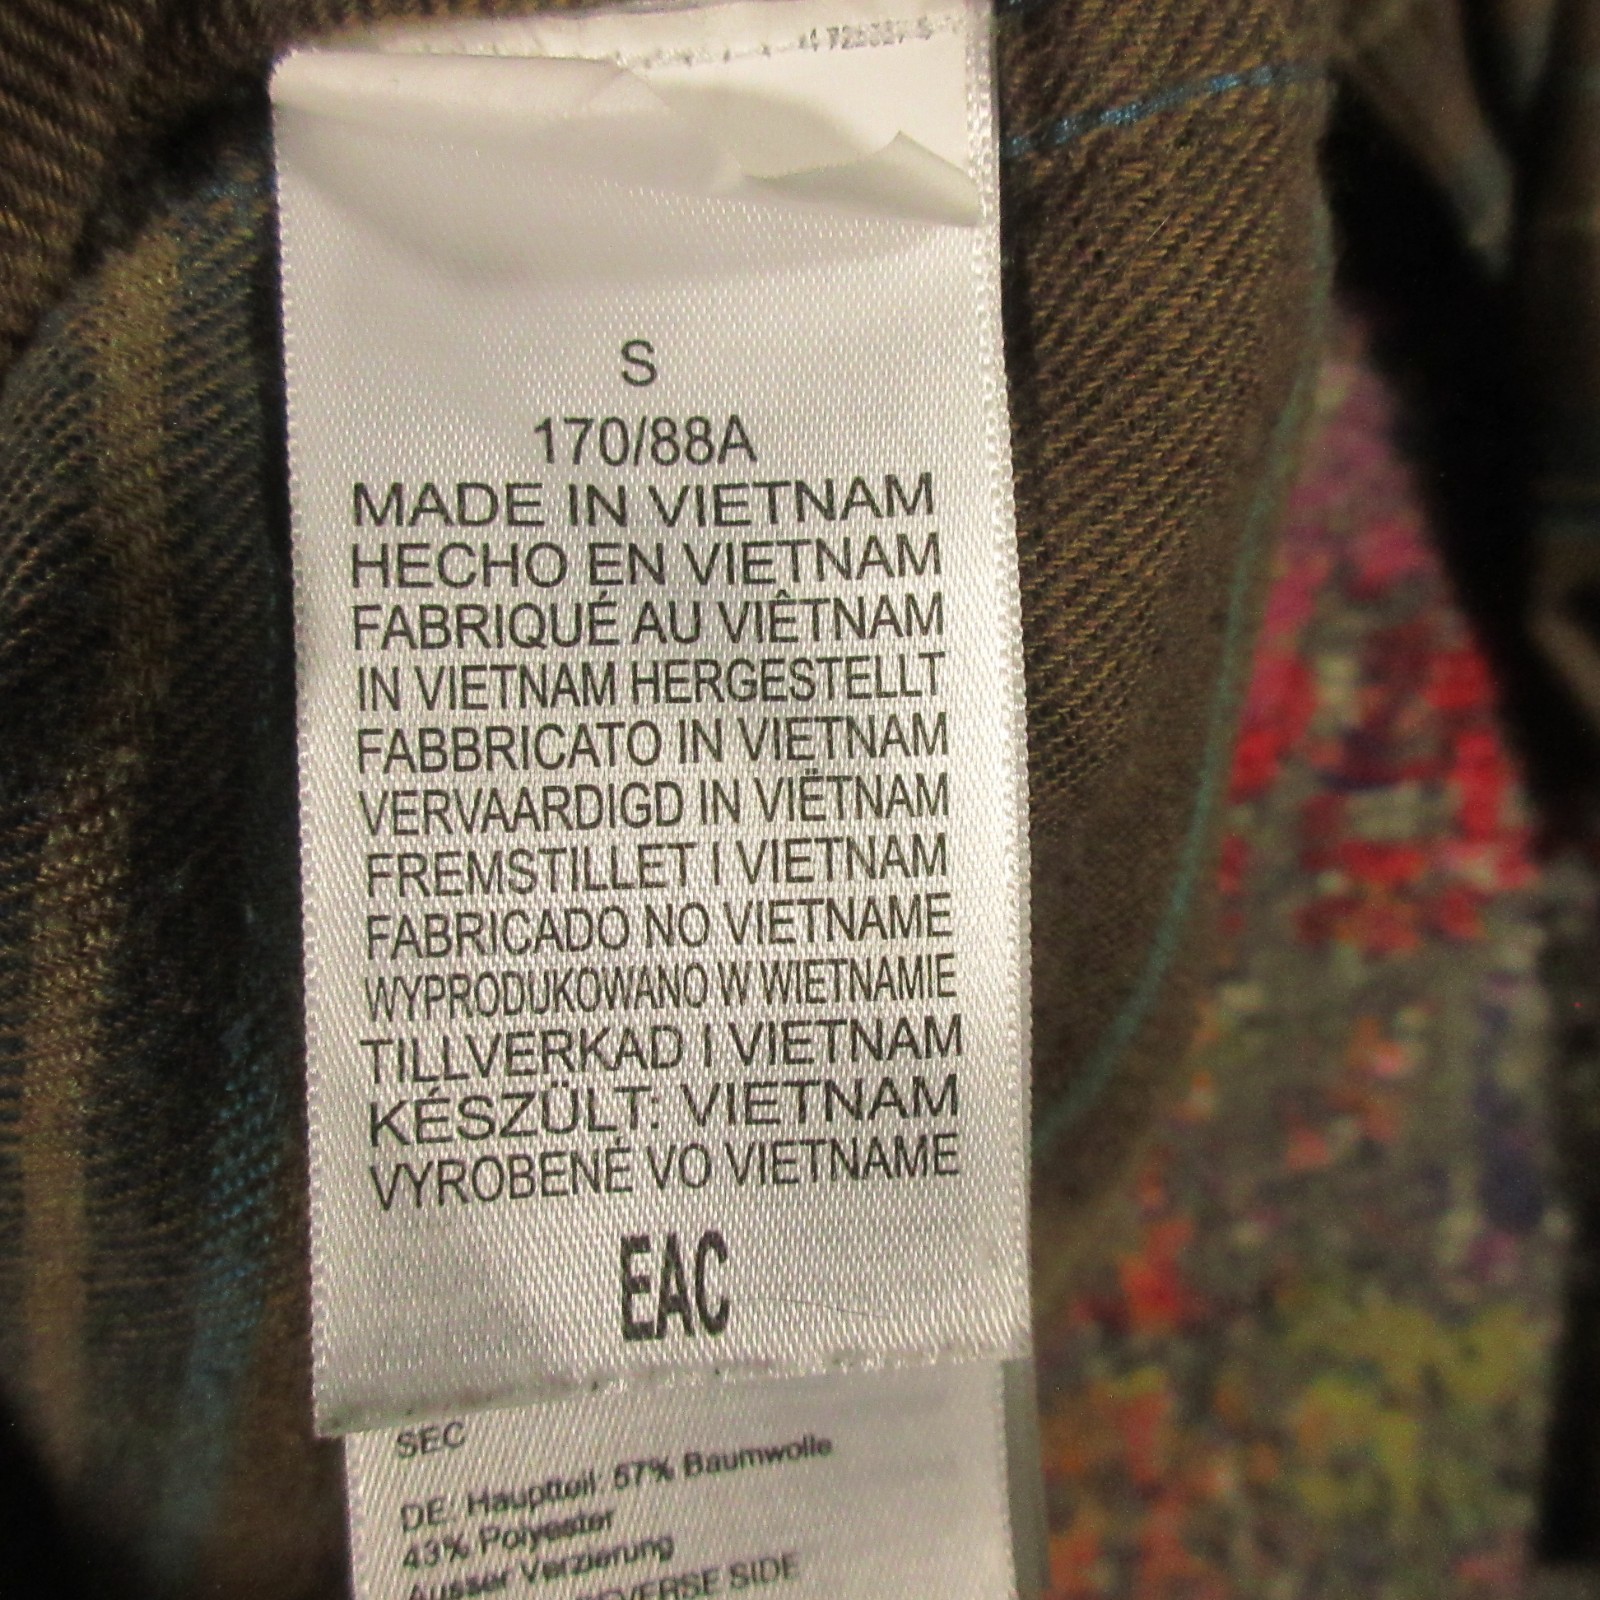 S
170/88A
MADE IN VIETNAM
HECHO EN VIETNAM
FABRIQUÉ AU VIÊTNAM
IN VIETNAM HERGESTELLT
FABBRICATO IN VIETNAM
VERVAARDIGD IN VIËTNAM
FREMSTILLET I VIETNAM
FABRICADO NO VIETNAME
WYPRODUKOWANO W WIETNAMIE
TILLVERKAD I VIETNAM
KÉSZÜLT: VIETNAM
VYROBENÉ VO VIETNAME
EAC
SEC
DE: Hauptteil: 57% Baumwolle
43% Polyester
Ausser Verzierung
REVERSE SIDE